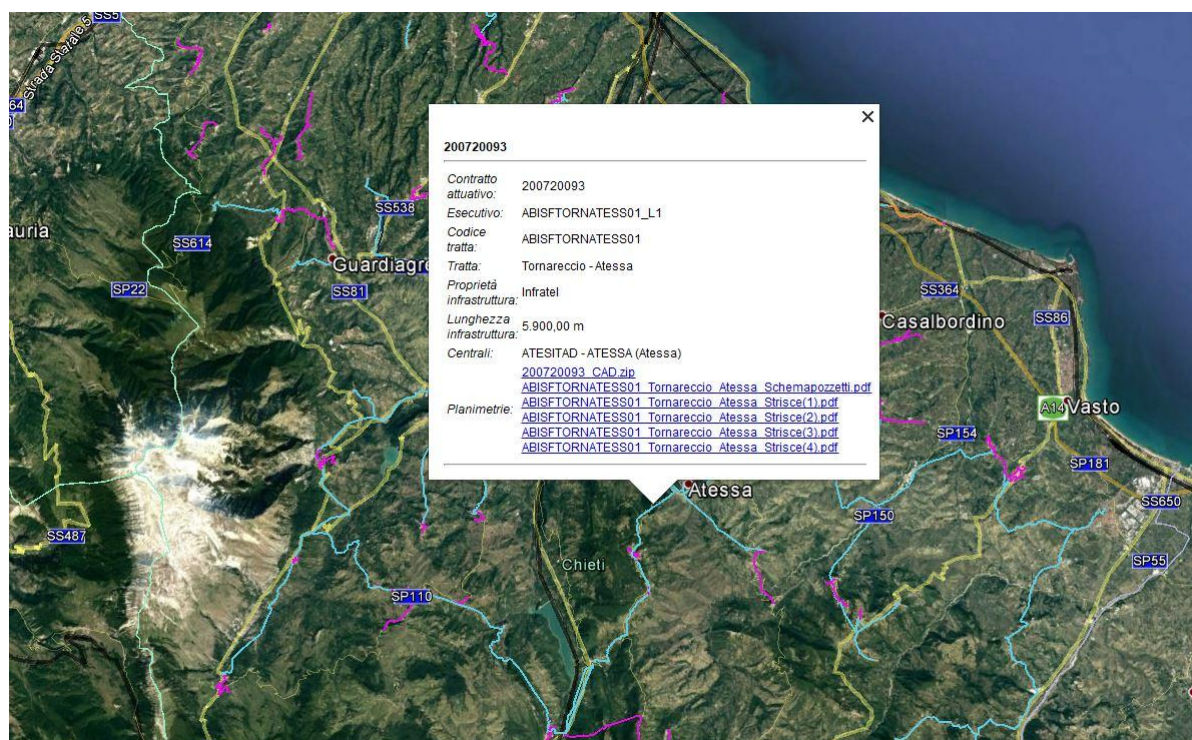 SS5
Strada Statale 5
64
auria
SS614
SS538
Guardiagre
SP22
SS81
200720093
Contratto
attuativo: 200720093
Esecutivo: ABISFTORNATESS01_L1
Codice
tratta: ABISFTORNATESS01
Tratta: Tornareccio - Atessa
Proprietà
infrastruttura: Infratel
Lunghezza
infrastruttura: 5.900,00 m
Centrali: ATESITAD - ATESSA (Atessa)
Planimetrie: 200720093_CAD.zip
ABISFTORNATESS01_Tornareccio_Atessa_Schemapozzetti.pdf
ABISFTORNATESS01_Tornareccio_Atessa_Strisce(1).pdf
ABISFTORNATESS01_Tornareccio_Atessa_Strisce(2).pdf
ABISFTORNATESS01_Tornareccio_Atessa_Strisce(3).pdf
ABISFTORNATESS01_Tornareccio_Atessa_Strisce(4).pdf
SS364
Casalbordino
SS86
A14 Vasto
SP154
SP181
Atessa
SP150
SS650
SS487
Chieti
SP55
SP110